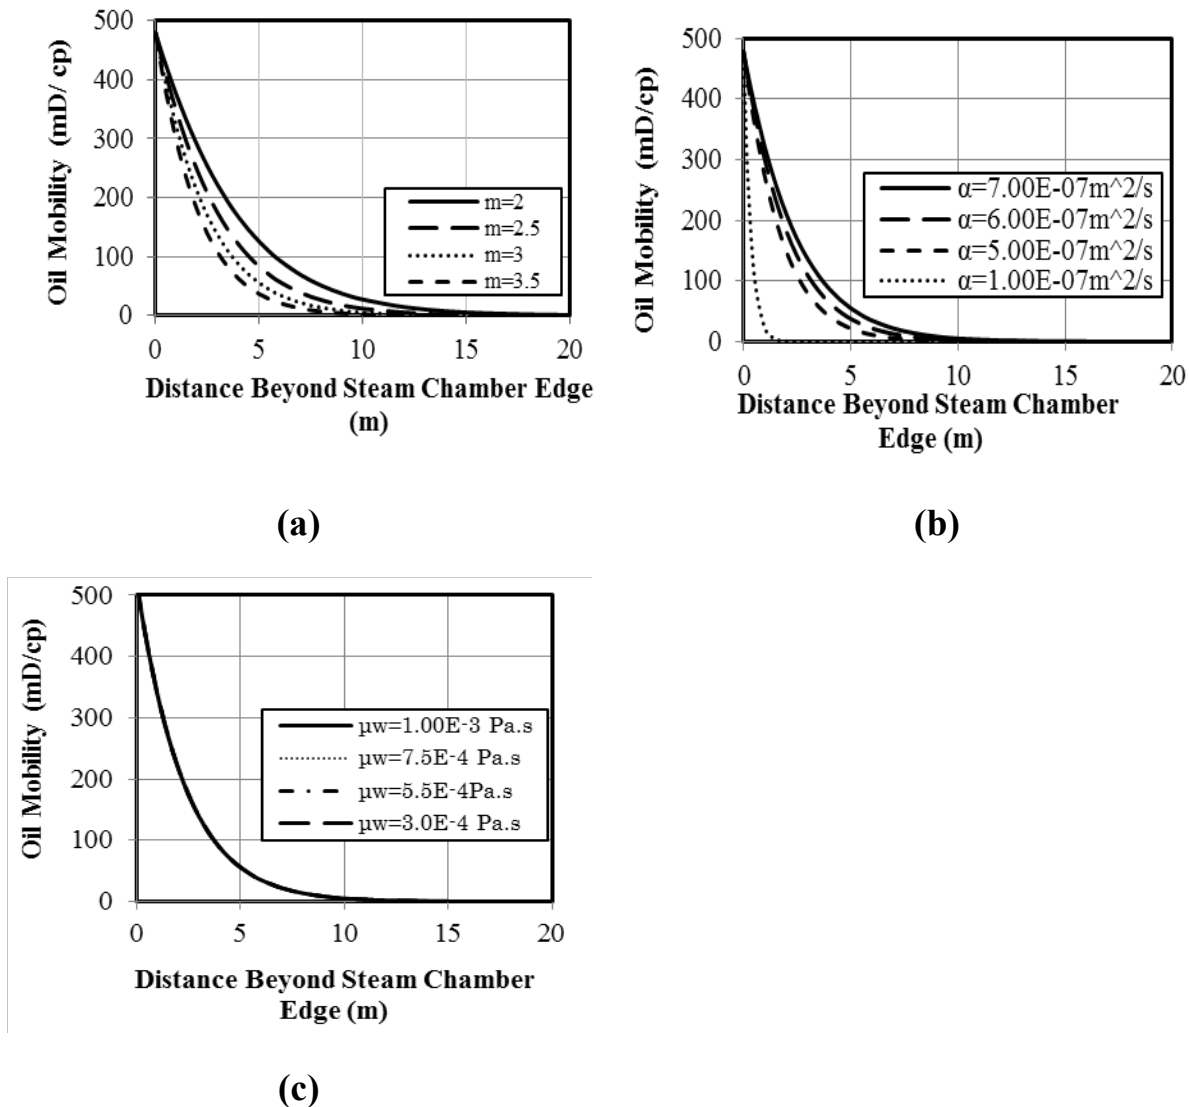 500
400
300
200
100
0
Oil Mobility (mD/ cp)
m=2
m=2.5
m=3
m=3.5
0 5 10 15 20
Distance Beyond Steam Chamber Edge
(m)
(a)
500
400
300
200
100
0
Oil Mobility (mD/cp)
α=7.00E-07m^2/s
α=6.00E-07m^2/s
α=5.00E-07m^2/s
α=1.00E-07m^2/s
0 5 10 15 20
Distance Beyond Steam Chamber
Edge (m)
(b)
500
400
300
200
100
0
Oil Mobility (mD/cp)
μw=1.00E-3 Pa.s
μw=7.5E-4 Pa.s
μw=5.5E-4Pa.s
μw=3.0E-4 Pa.s
0 5 10 15 20
Distance Beyond Steam Chamber
Edge (m)
(c)